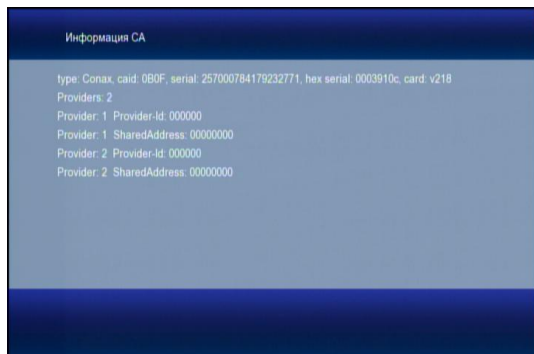 Информация CA
type: Conax, caid: 0B0F, serial: 257000784179232771, hex serial: 0003910c, card: v218
Providers: 2
Provider: 1 Provider-Id: 000000
Provider: 1 SharedAddress: 00000000
Provider: 2 Provider-Id: 000000
Provider: 2 SharedAddress: 00000000